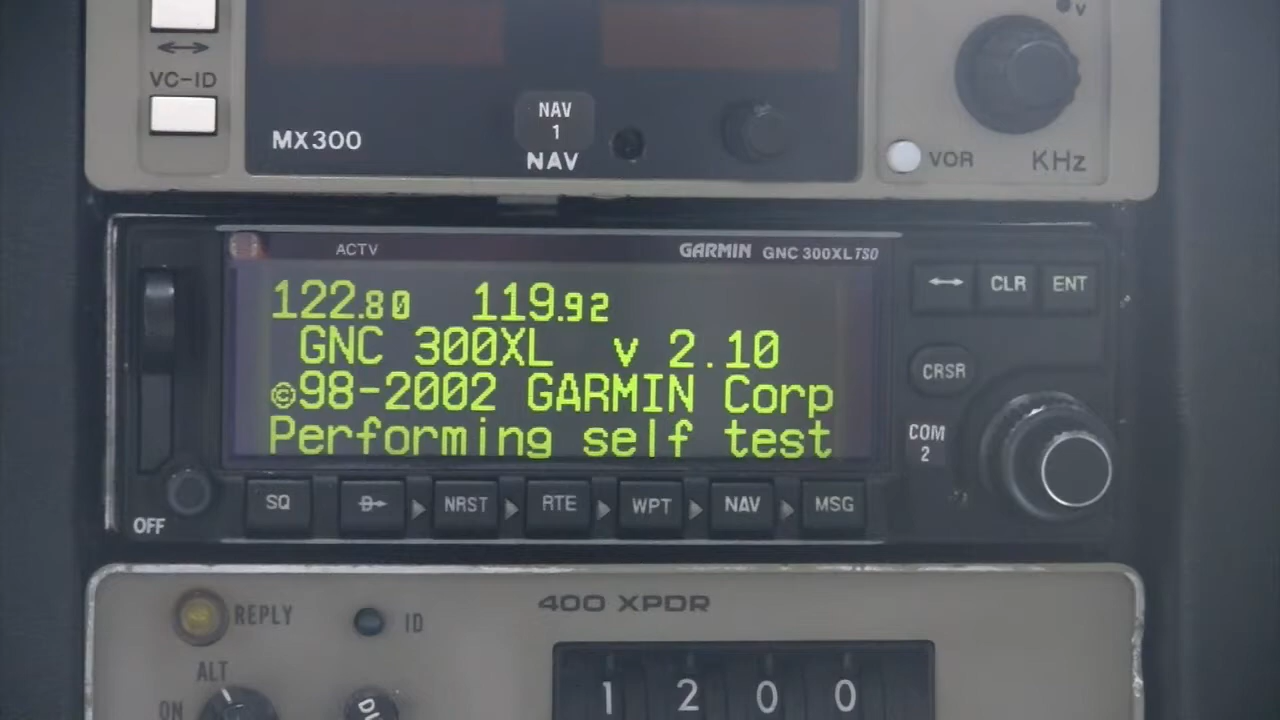 VC-ID
MX300
NAV
1
NAV
VOR
KHz
ACTV
GARMIN GNC 300XL TSO
122.80 119.92
GNC 300XL v 2.10
©98-2002 GARMIN Corp
Performing self test
CLR ENT
CRSR
COM
2
OFF
SQ
D
NRST
RTE
WPT
NAV
MSG
REPLY
ID
400 XPDR
ALT
ON
1 2 0 0